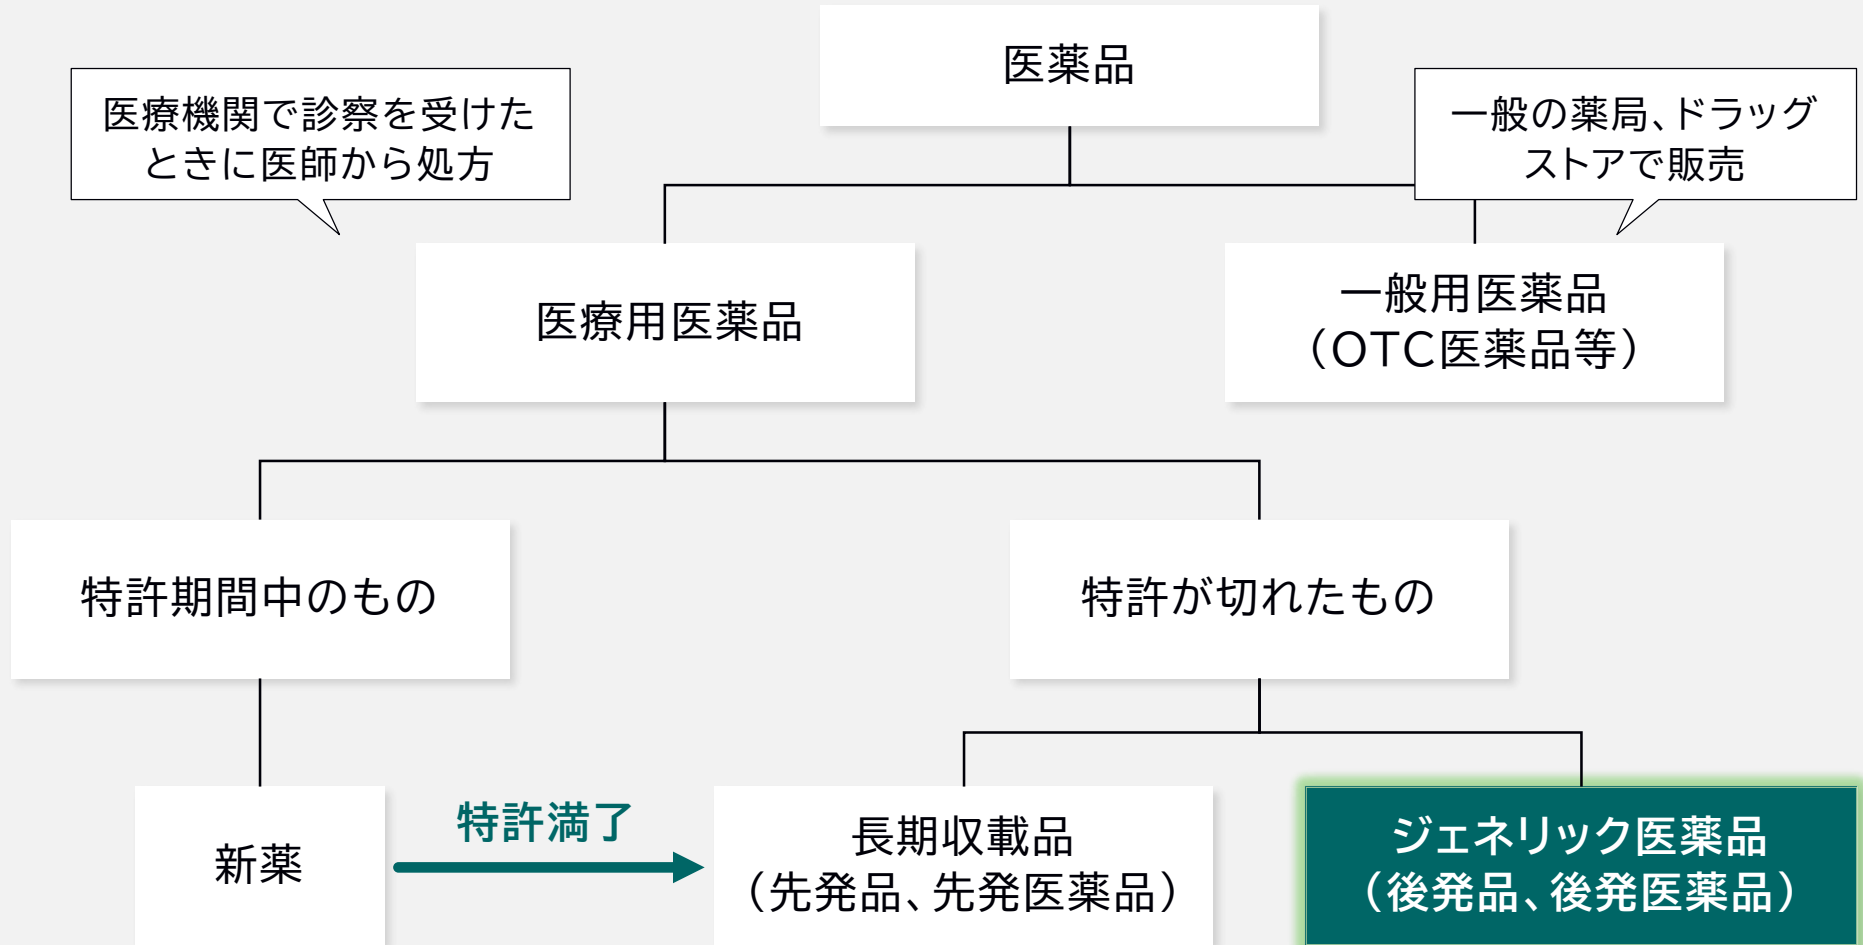 医薬品
医療機関で診察を受けた
ときに医師から処方
一般の薬局、ドラッグ
ストアで販売
医療用医薬品
一般用医薬品
（OTC医薬品等）
特許期間中のもの
特許が切れたもの
新薬
特許満了
長期収載品
（先発品、先発医薬品）
ジェネリック医薬品
（後発品、後発医薬品）